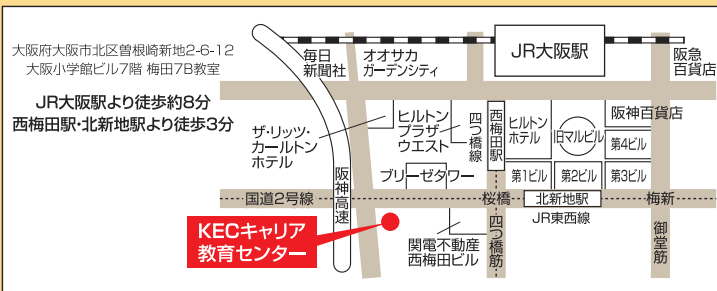 大阪府大阪市北区曽根崎新地2-6-12
大阪小学館ビル7階 梅田7B教室
JR大阪駅より徒歩約8分
西梅田駅・北新地駅より徒歩3分
毎日
新聞社
オオサカ
ガーデンシティ
JR大阪駅
阪急
百貨店
ザ・リッツ・
カールトン
ホテル
ヒルトン
プラザ
ウエスト
四つ橋線
西梅田駅
ヒルトン
ホテル
旧マルビル
阪神百貨店
第4ビル
ブリーゼタワー
第1ビル
第2ビル
第3ビル
阪神高速
国道2号線
桜橋
北新地駅
梅新
JR東西線
KECキャリア
教育センター
関電不動産
西梅田ビル
四つ橋筋
御堂筋